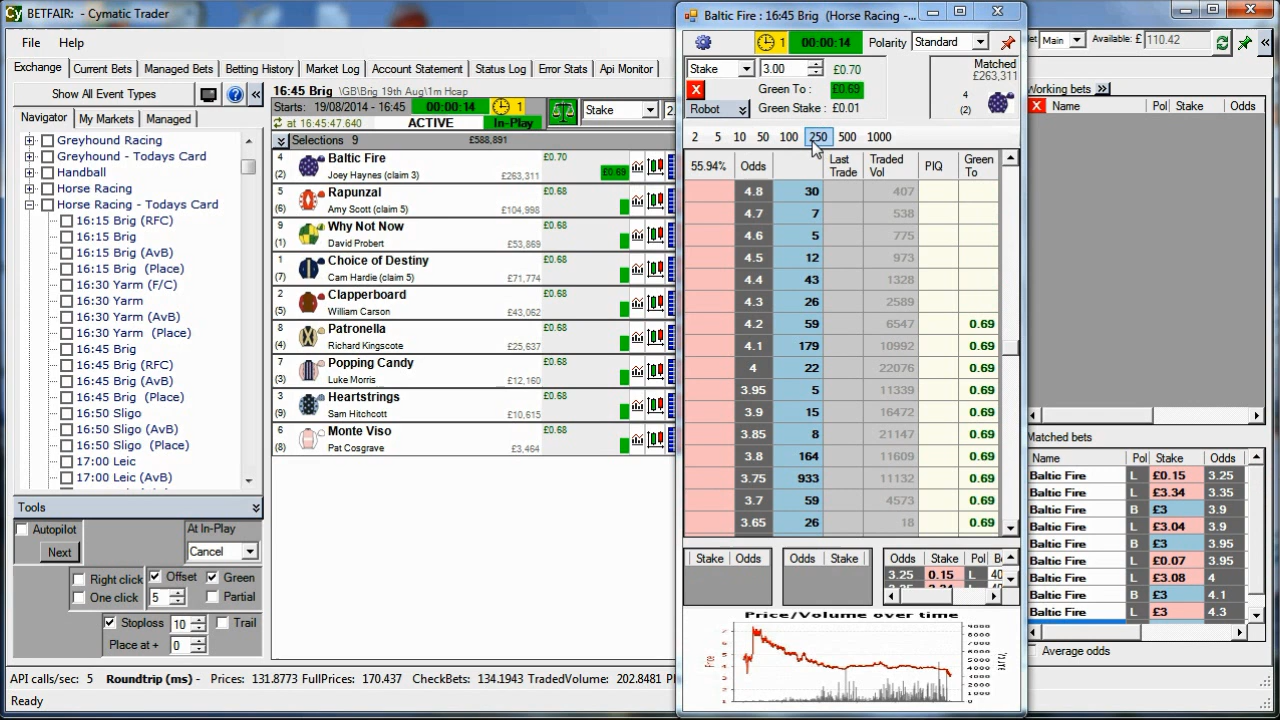 Cy BETFAIR: - Cymatic Trader
File Help
Exchange Current Bets Managed Bets Betting History Market Log Account Statement Status Log Error Stats Api Monitor
Show All Event Types
Navigator My Markets Managed
Greyhound Racing
Greyhound - Todays Card
Handball
Horse Racing
Horse Racing - Todays Card
16:15 Brig (RFC)
16:15 Brig
16:15 Brig (AvB)
16:15 Brig (Place)
16:30 Yarm (F/C)
16:30 Yarm
16:30 Yarm (AvB)
16:30 Yarm (Place)
16:45 Brig
16:45 Brig (RFC)
16:45 Brig (AvB)
16:45 Brig (Place)
16:50 Sligo
16:50 Sligo (AvB)
16:50 Sligo (Place)
17:00 Leic
17:00 Leic (AvB)
Tools
Autopilot
Next
At In-Play
Cancel
Right click
One click
Offset
5
Green
Partial
Stoploss 10 Trail
Place at + 0
16:45 Brig \GB\Brig 19th Aug\1m Hcap
Starts: 19/08/2014 - 16:45 00:00:14 1 Stake
at 16:45:47.640 ACTIVE In-Play
Selections 9 £588,891
4 Baltic Fire £0.70
(2) Joey Haynes (claim 3) £263,311 £0.69
5 Rapunzal £0.68
(6) Amy Scott (claim 5) £104,998
9 Why Not Now £0.68
(1) David Probert £53,869
1 Choice of Destiny £0.68
(7) Cam Hardie (claim 5) £71,774
2 Clapperboard £0.68
(5) William Carson £43,062
8 Patronella £0.68
(4) Richard Kingscote £25,637
7 Popping Candy £0.68
(3) Luke Morris £12,160
3 Heartstrings £0.68
(9) Sam Hitchcott £10,615
6 Monte Viso £0.68
(8) Pat Cosgrave £3,464
Baltic Fire : 16:45 Brig (Horse Racing -...
1 00:00:14 Polarity Standard
Stake 3.00 £0.70
X Green To : £0.69
Robot Green Stake : £0.01
Matched
£263,311
4
(2)
2 5 10 50 100 250 500 1000
55.94% Odds Last Trade Traded Vol PIQ Green To
4.8 30 407
4.7 7 538
4.6 5 775
4.5 12 973
4.4 43 1328
4.3 26 2589
4.2 59 6547 0.69
4.1 179 10992 0.69
4 22 22076 0.69
3.95 5 11339 0.69
3.9 15 16472 0.69
3.85 8 21147 0.69
3.8 164 11609 0.69
3.75 933 11132 0.69
3.7 59 4573 0.69
3.65 26 18 0.69
Stake Odds
Odds Stake
Odds Stake Pol
3.25 0.15 L 40
Price/Volume over time
Main Available: £ 110.42
Working bets
X Name Pol Stake Odds
Matched bets
Name Pol Stake Odds
Baltic Fire L £0.15 3.25
Baltic Fire L £3.34 3.35
Baltic Fire B £3 3.9
Baltic Fire L £3.04 3.9
Baltic Fire B £3 3.95
Baltic Fire L £0.07 3.95
Baltic Fire L £3.08 4
Baltic Fire B £3 4.1
Baltic Fire L £3 4.3
Average odds
API calls/sec: 5 Roundtrip (ms) - Prices: 131.8773 FullPrices: 170.437 CheckBets: 134.1943 TradedVolume: 202.8481
Ready